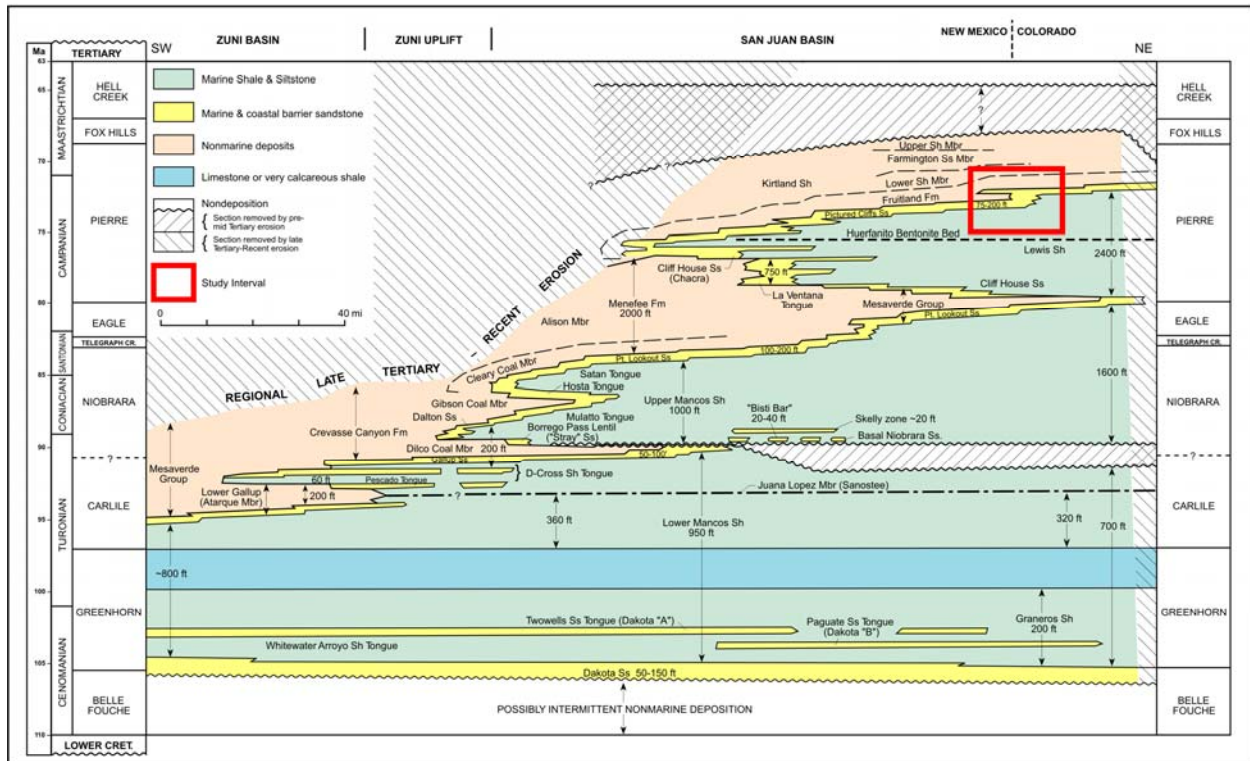 ZUNI BASIN
ZUNI UPLIFT
SAN JUAN BASIN
NEW MEXICO
COLORADO
Ma
TERTIARY
SW
NE
63
65
70
75
80
85
90
95
100
105
110
MAASTRICHTIAN
CAMPANIAN
SANTONIAN
CONIACIAN
TURONIAN
CENOMANIAN
HELL
CREEK
FOX HILLS
PIERRE
EAGLE
TELEGRAPH CR.
NIOBRARA
?
CARLILE
GREENHORN
BELLE
FOUCHE
LOWER CRET.
Marine Shale & Siltstone
Marine & coastal barrier sandstone
Nonmarine deposits
Limestone or very calcareous shale
Nondeposition
Section removed by pre-
mid Tertiary erosion
Section removed by late
Tertiary-Recent erosion
Study Interval
0
40 mi
REGIONAL LATE TERTIARY - RECENT EROSION
?
?
?
Upper Sh Mbr
Farmington Ss Mbr
Kirtland Sh
Lower Sh Mbr
Fruitland Fm
75-200 ft
Pictured Cliffs Ss
Huerfanito Bentonite Bed
Lewis Sh
2400 ft
Cliff House Ss
(Chacra)
750 ft
La Ventana
Tongue
Cliff House Ss
Menefee Fm
2000 ft
Mesaverde Group
Alison Mbr
Pt. Lookout Ss
Cleary Coal Mbr
Pt. Lookout Ss
100-200 ft
Satan Tongue
Hosta Tongue
Upper Mancos Sh
1000 ft
1600 ft
Gibson Coal Mbr
Dalton Ss
Mulatto Tongue
Borrego Pass Lentil
("Stray" Ss)
"Bisti Bar"
20-40 ft
Skelly zone ~20 ft
Basal Niobrara Ss.
Crevasse Canyon Fm
Dilco Coal Mbr
200 ft
Gallup Ss
50-100'
Mesaverde
Group
60 ft
Pescado Tongue
D-Cross Sh Tongue
Lower Gallup
(Atarque Mbr)
200 ft
?
Juana Lopez Mbr (Sanostee)
360 ft
Lower Mancos Sh
950 ft
320 ft
700 ft
~800 ft
Twowells Ss Tongue (Dakota "A")
Paguate Ss Tongue
(Dakota "B")
Graneros Sh
200 ft
Whitewater Arroyo Sh Tongue
Dakota Ss 50-150 ft
POSSIBLY INTERMITTENT NONMARINE DEPOSITION
TERTIARY
HELL
CREEK
FOX HILLS
PIERRE
EAGLE
TELEGRAPH CR.
NIOBRARA
?
CARLILE
GREENHORN
BELLE
FOUCHE